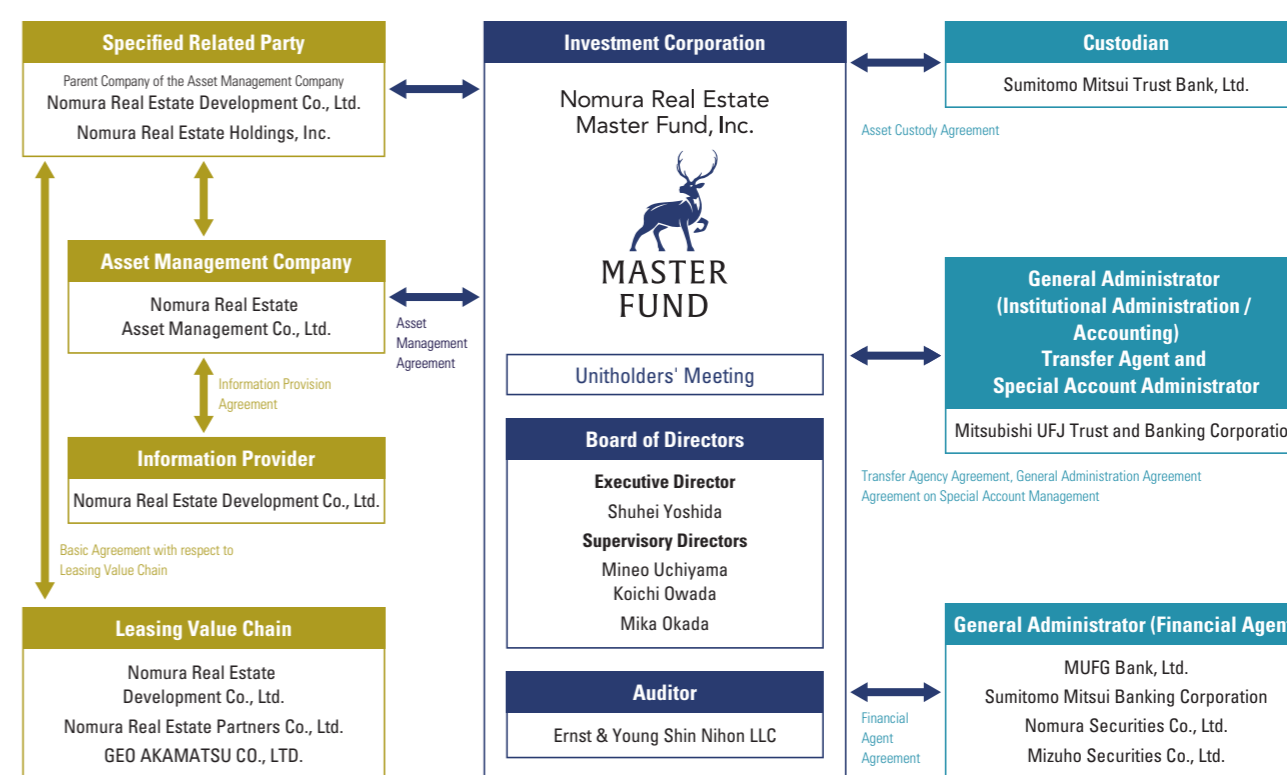 Specified Related Party
Parent Company of the Asset Management Company
Nomura Real Estate Development Co., Ltd.
Nomura Real Estate Holdings, Inc.
Asset Management Company
Nomura Real Estate
Asset Management Co., Ltd.
Information Provision
Agreement
Information Provider
Nomura Real Estate Development Co., Ltd.
Basic Agreement with respect to
Leasing Value Chain
Leasing Value Chain
Nomura Real Estate
Development Co., Ltd.
Nomura Real Estate Partners Co., Ltd.
GEO AKAMATSU CO., LTD.
Asset
Management
Agreement
Investment Corporation
Nomura Real Estate
Master Fund, Inc.
MASTER
FUND
Unitholders' Meeting
Board of Directors
Executive Director
Shuhei Yoshida
Supervisory Directors
Mineo Uchiyama
Koichi Owada
Mika Okada
Auditor
Ernst & Young Shin Nihon LLC
Custodian
Sumitomo Mitsui Trust Bank, Ltd.
Asset Custody Agreement
General Administrator
(Institutional Administration /
Accounting)
Transfer Agent and
Special Account Administrator
Mitsubishi UFJ Trust and Banking Corporatio
Transfer Agency Agreement, General Administration Agreement
Agreement on Special Account Management
General Administrator (Financial Agent
MUFG Bank, Ltd.
Sumitomo Mitsui Banking Corporation
Nomura Securities Co., Ltd.
Mizuho Securities Co., Ltd.
Financial
Agent
Agreement